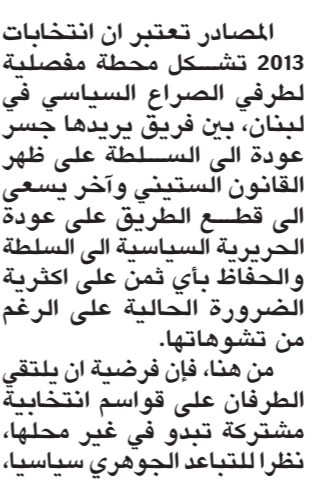 المصادر تعتبر ان انتخابات
2013 تشـــكل محطة مفصلية
لطرفي الصراع السياسي في
لبنان، بين فريق يريدها جسر
عودة الى الســـلطة على ظهر
القانون الستيني وآخر يسعى
الى قطـــع الطريق على عودة
الحريرية السياسية الى السلطة
والحفاظ بأي ثمن على اكثرية
الضرورة الحالية على الرغم
من تشوهاتها.
من هنا، فإن فرضية ان يلتقي
الطرفان على قواسم انتخابية
مشتركة تبدو في غير محلها،
نظرا للتباعد الجوهري سياسيا،